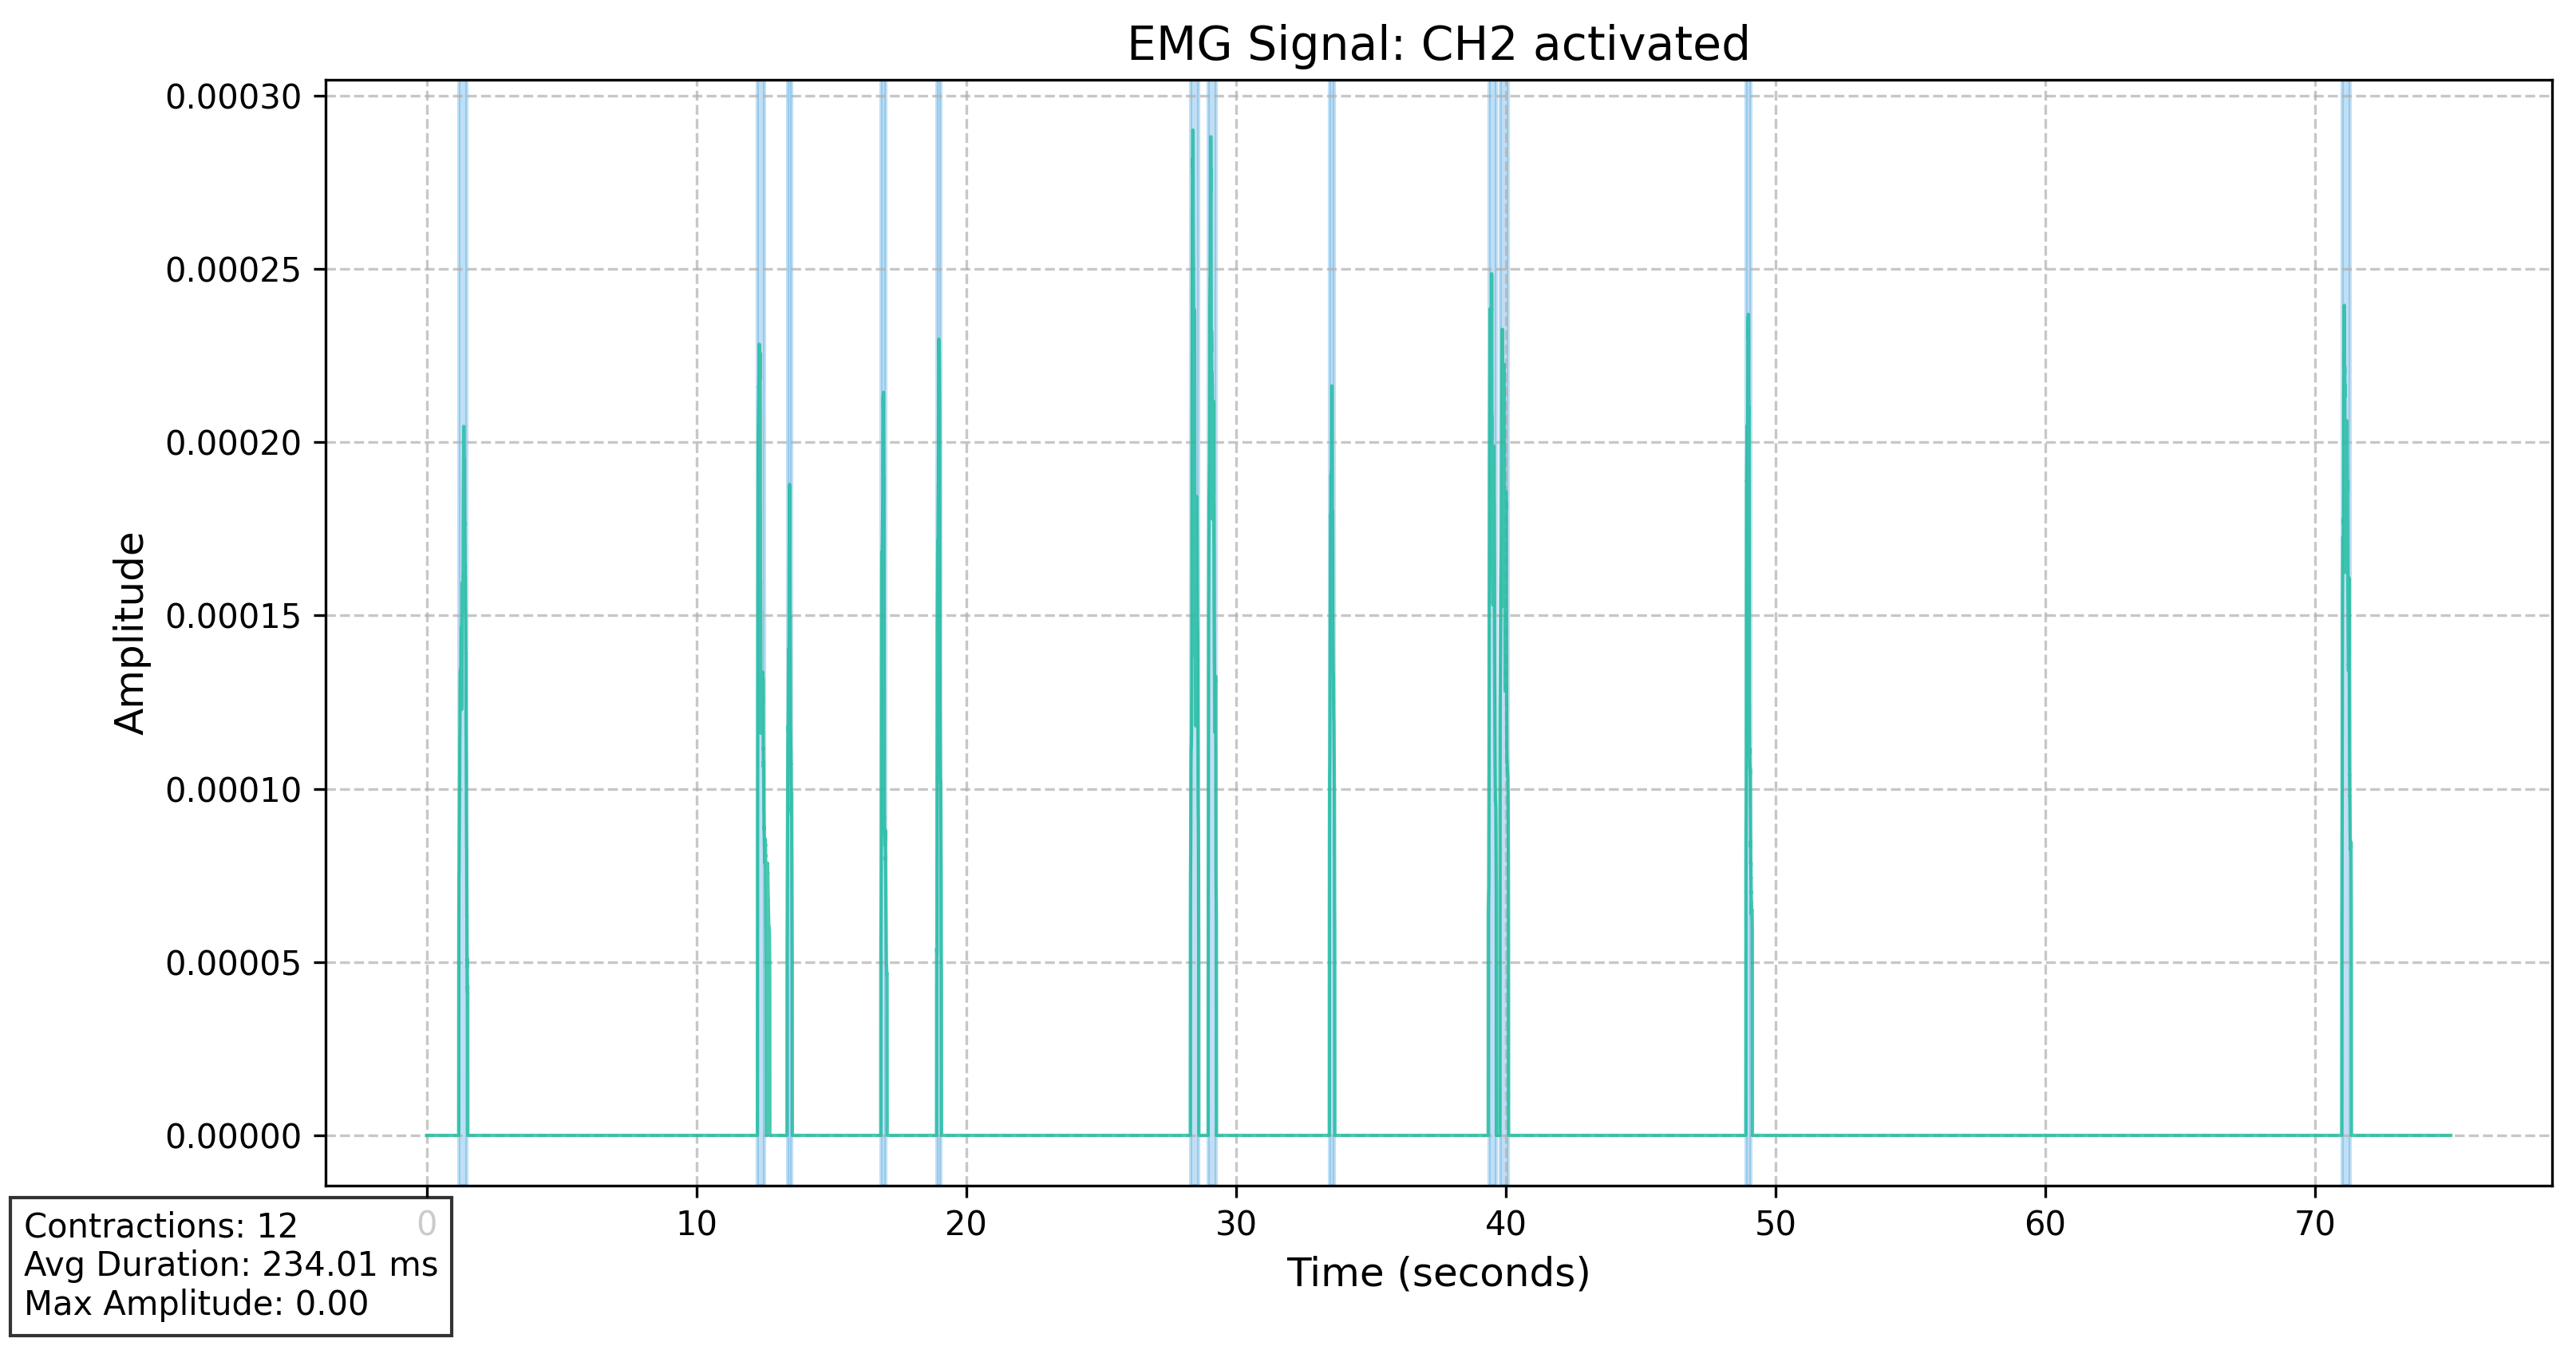 EMG Signal: CH2 activated
0.00030
0.00025
0.00020
0.00015
0.00010
0.00005
0.00000
Amplitude
0 10 20 30 40 50 60 70
Time (seconds)
Contractions: 12
Avg Duration: 234.01 ms
Max Amplitude: 0.00